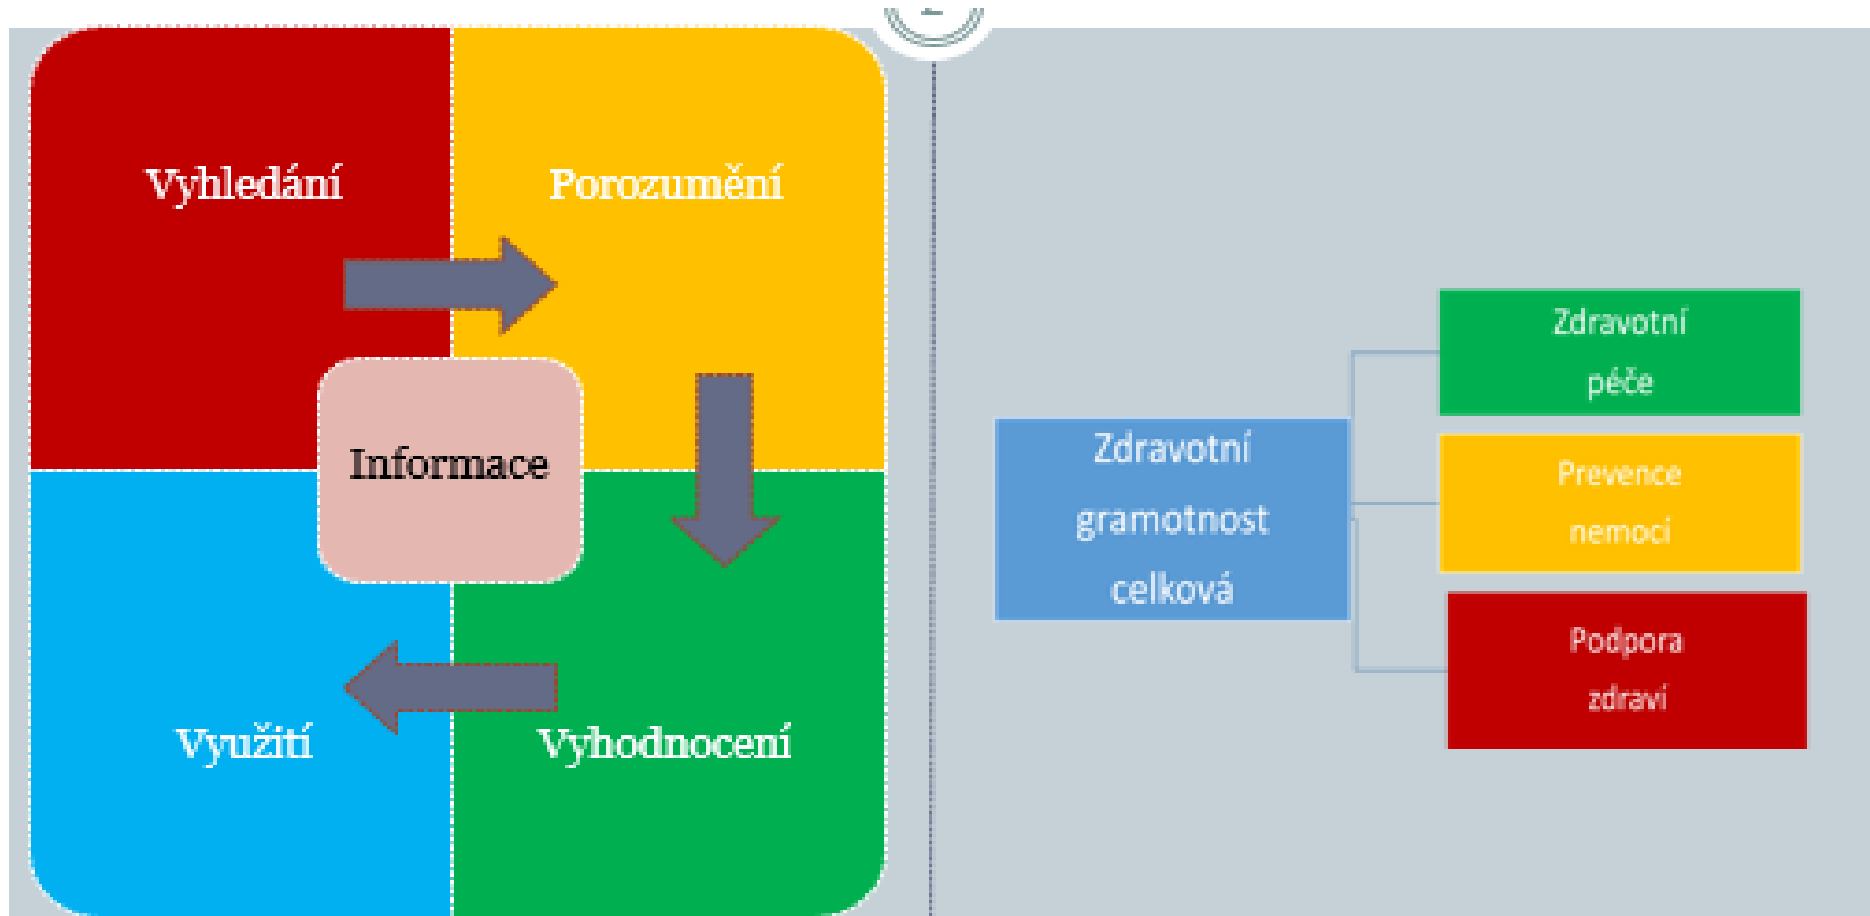 Vyhledání
Porozumění
Informace
Využití
Vyhodnocení
Zdravotní
gramotnost
celková
Zdravotní
péče
Prevence
nemocí
Podpora
zdraví